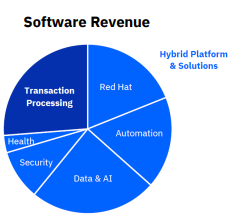 Software Revenue
Hybrid Platform
& Solutions
Red Hat
Transaction
Processing
Automation
Health
Security
Data & AI